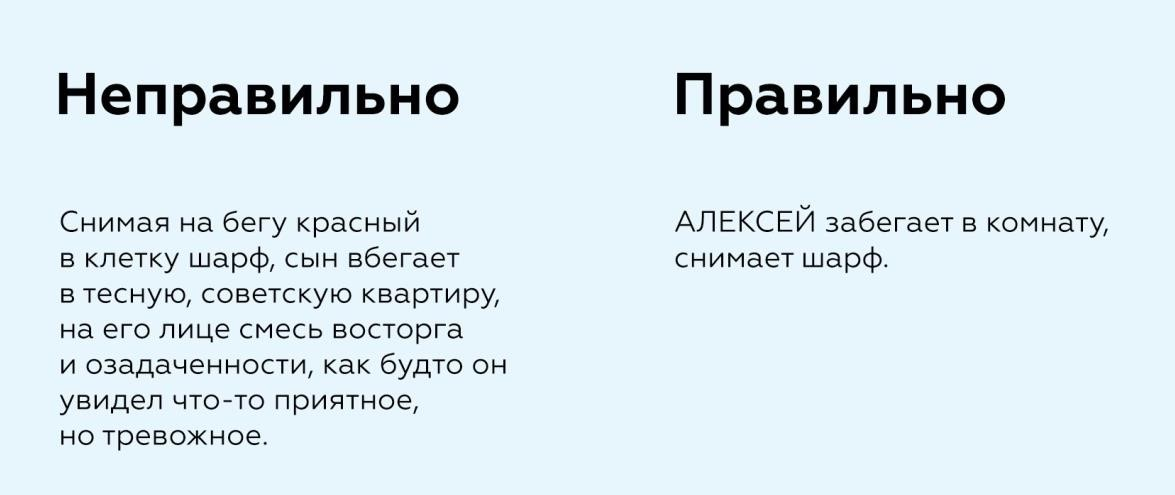 Неправильно
Снимая на бегу красный
в клетку шарф, сын вбегает
в тесную, советскую квартиру,
на его лице смесь восторга
и озадаченности, как будто он
увидел что-то приятное,
но тревожное.
Правильно
АЛЕКСЕЙ забегает в комнату,
снимает шарф.